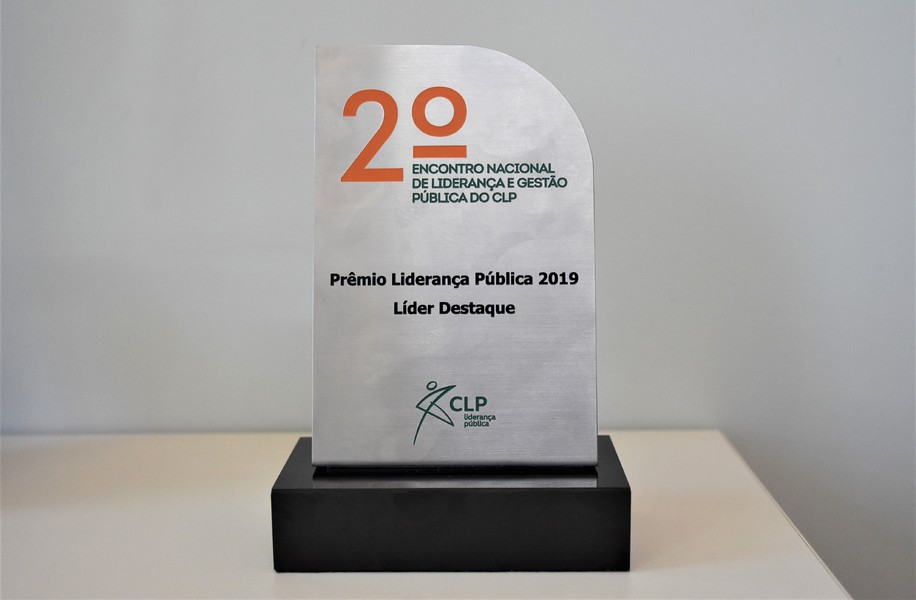 2º
ENCONTRO NACIONAL
DE LIDERANÇA E GESTÃO
PÚBLICA DO CLP
Prêmio Liderança Pública 2019
Líder Destaque
CLP
liderança
pública